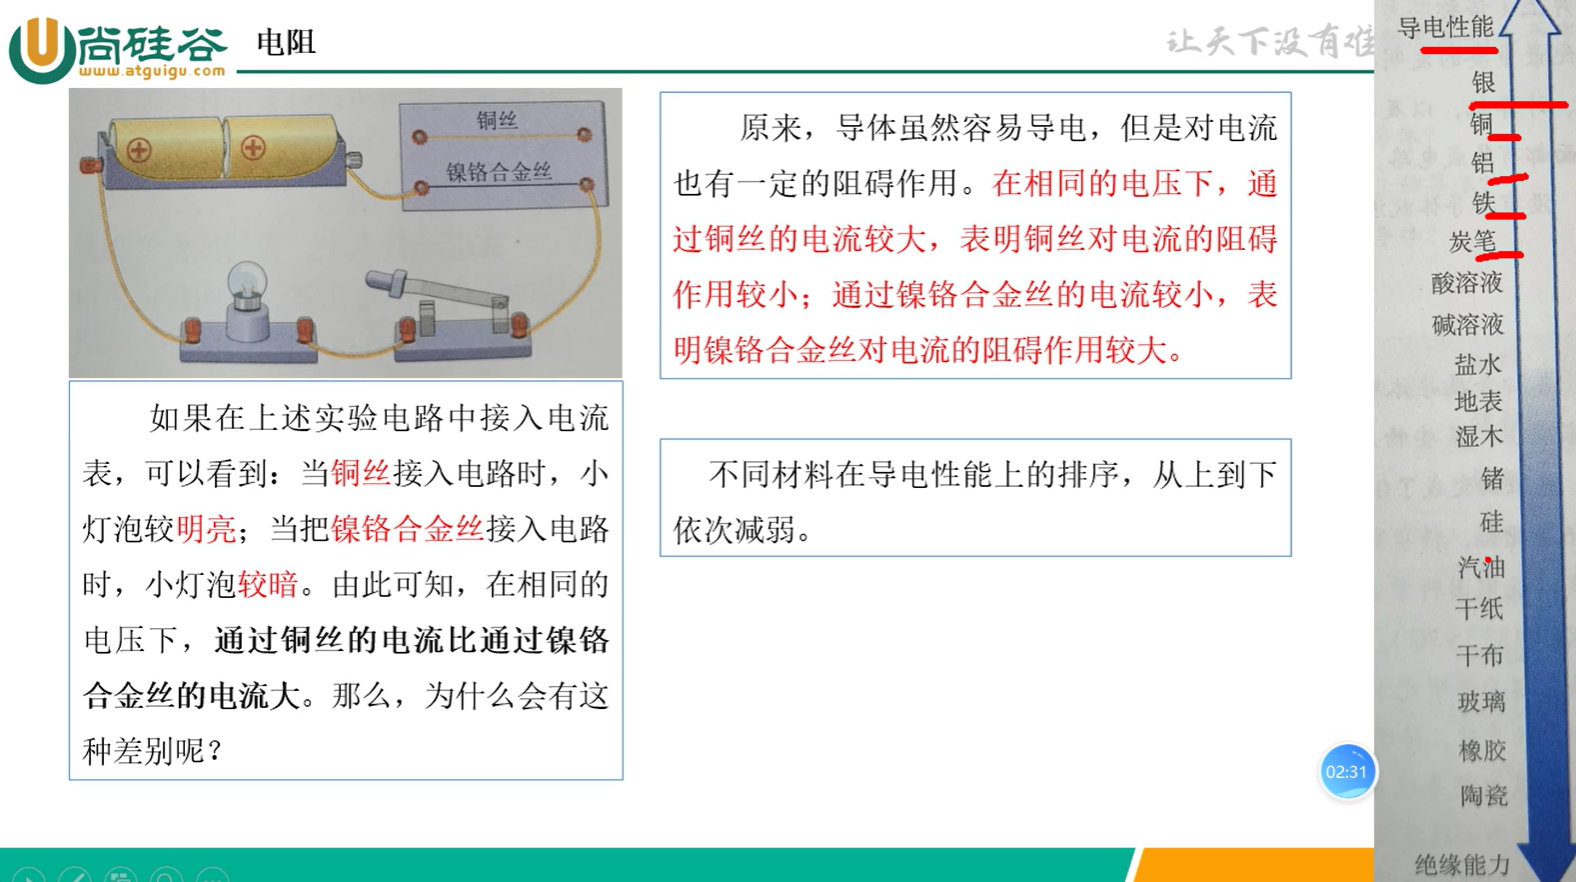 尚硅谷
www.atguigu.com
电阻
让天下没有难
铜丝
镍铬合金丝
如果在上述实验电路中接入电流
表，可以看到：当铜丝接入电路时，小
灯泡较明亮；当把镍铬合金丝接入电路
时，小灯泡较暗。由此可知，在相同的
电压下，通过铜丝的电流比通过镍铬
合金丝的电流大。那么，为什么会有这
种差别呢？
原来，导体虽然容易导电，但是对电流
也有一定的阻碍作用。在相同的电压下，通
过铜丝的电流较大，表明铜丝对电流的阻碍
作用较小；通过镍铬合金丝的电流较小，表
明镍铬合金丝对电流的阻碍作用较大。
不同材料在导电性能上的排序，从上到下
依次减弱。
02:31
导电性能
银
铜
铝
铁
炭笔
酸溶液
碱溶液
盐水
地表
湿木
锗
硅
汽油
干纸
干布
玻璃
橡胶
陶瓷
绝缘能力